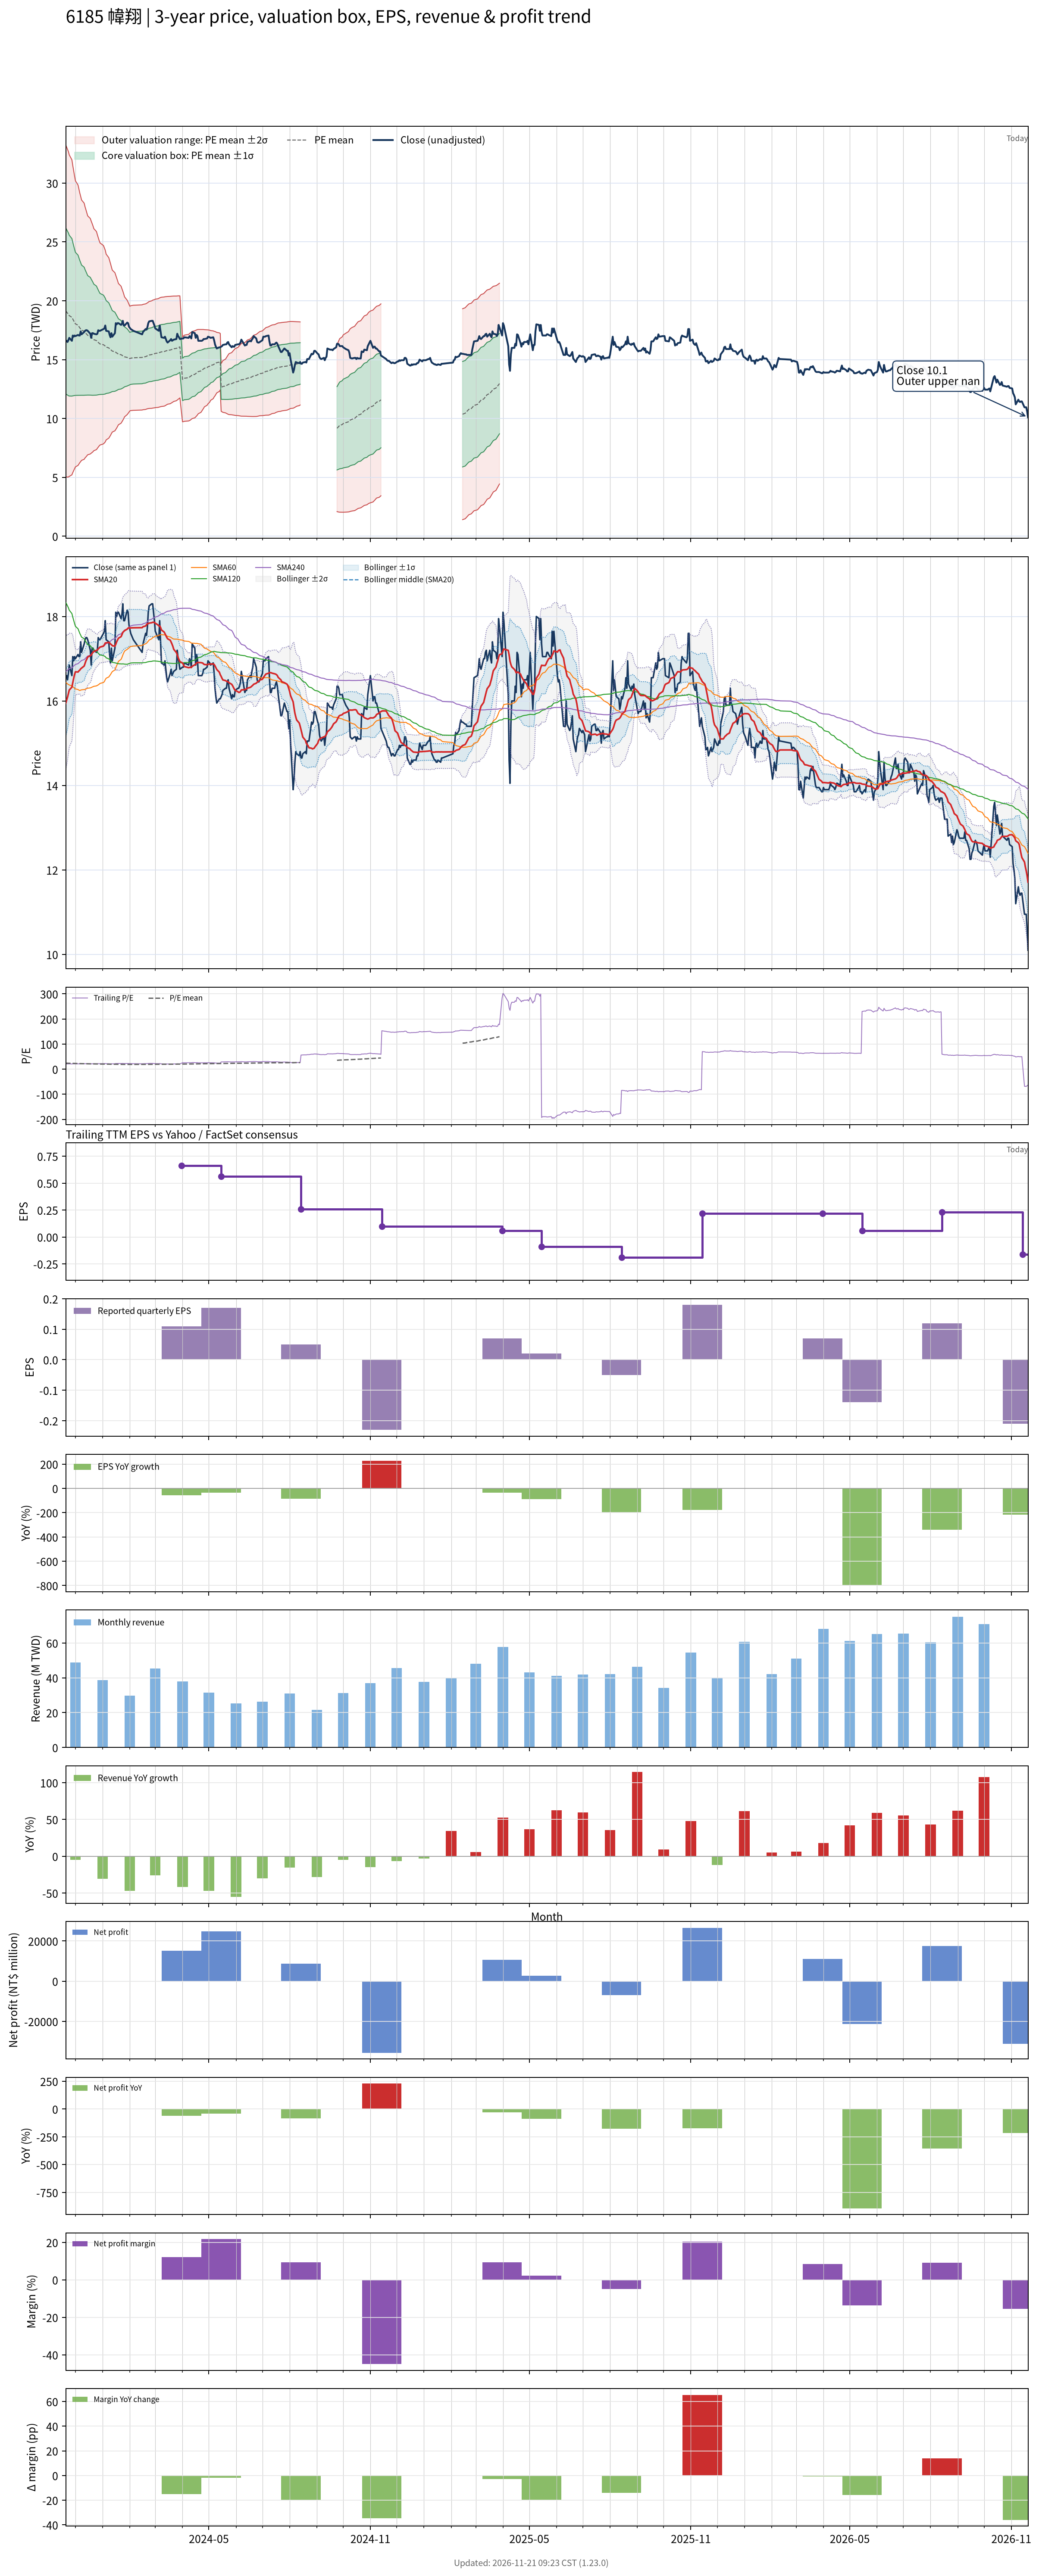 6185 幃翔 | 3-year price, valuation box, EPS, revenue & profit trend
Outer valuation range: PE mean ±2σ
Core valuation box: PE mean ±1σ
PE mean
Close (unadjusted)
Today
Price (TWD)
30
25
20
15
10
5
0
Close 10.1
Outer upper nan
Close (same as panel 1)
SMA20
SMA60
SMA120
SMA240
Bollinger ±2σ
Bollinger ±1σ
Bollinger middle (SMA20)
Price
18
16
14
12
10
Trailing P/E
P/E mean
P/E
300
200
100
0
-100
-200
Trailing TTM EPS vs Yahoo / FactSet consensus
Today
EPS
0.75
0.50
0.25
0.00
-0.25
Reported quarterly EPS
EPS
0.2
0.1
0.0
-0.1
-0.2
EPS YoY growth
YoY (%)
200
0
-200
-400
-600
-800
Monthly revenue
Revenue (M TWD)
60
40
20
0
Revenue YoY growth
YoY (%)
100
50
0
-50
Month
Net profit
Net profit (NT$ million)
20000
0
-20000
Net profit YoY
YoY (%)
250
0
-250
-500
-750
Net profit margin
Margin (%)
20
0
-20
-40
Margin YoY change
Δ margin (pp)
60
40
20
0
-20
-40
2024-05
2024-11
2025-05
2025-11
2026-05
2026-11
Updated: 2026-11-21 09:23 CST (1.23.0)